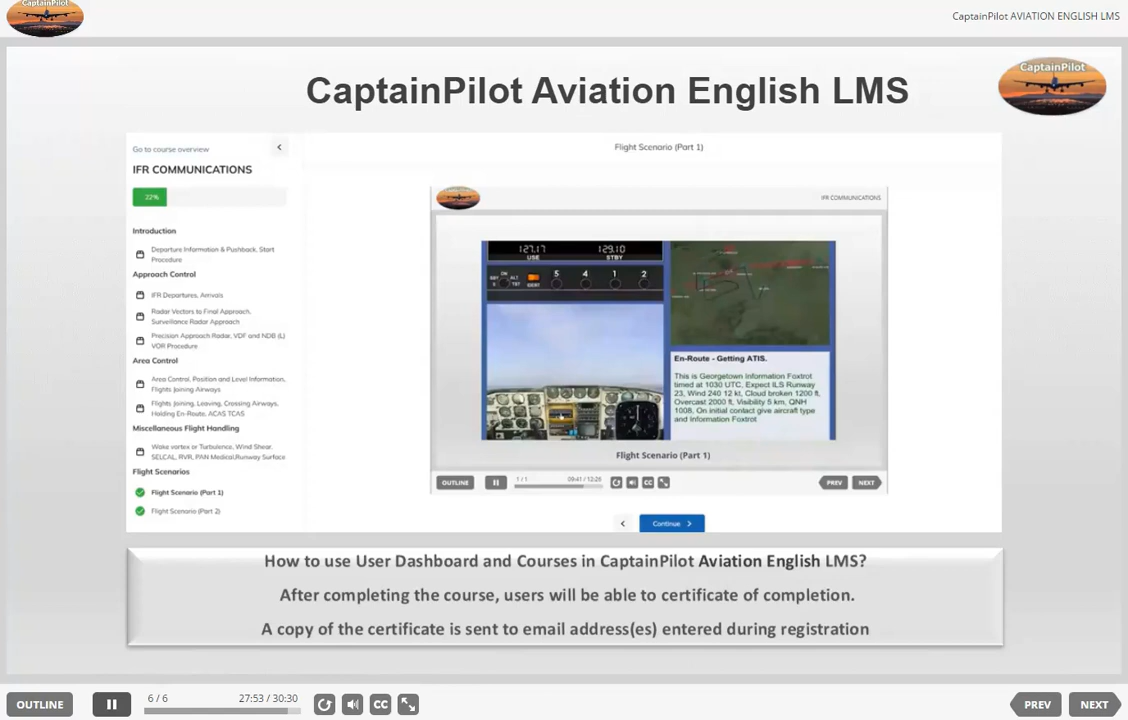 CaptainPilot
CaptainPilot AVIATION ENGLISH LMS
CaptainPilot Aviation English LMS
CaptainPilot
Go to course overview
IFR COMMUNICATIONS
22%
Introduction
Departure Information & Pushback, Start
Procedure
Approach Control
IFR Departures, Arrivals
Radar Vectors to Final Approach,
Surveillance Radar Approach
Precision Approach Radar, VDF and NDB (L)
VOR Procedure
Area Control
Area Control, Position and Level Information,
Flights Joining Airways
Flights Joining, Leaving, Crossing Airways,
Holding En-Route, ACAS TCAS
Miscellaneous Flight Handling
Wake vortex or Turbulence, Wind Shear,
SELCAL, RVR, PAN Medical,Runway Surface
Flight Scenarios
Flight Scenario (Part 1)
Flight Scenario (Part 2)
Flight Scenario (Part 1)
IFR COMMUNICATIONS
127.17 129.10
USE STBY
5 4 1 2
En-Route - Getting ATIS.
This is Georgetown Information Foxtrot
timed at 1030 UTC, Expect ILS Runway
23, Wind 240 12 kt, Cloud broken 1200 ft,
Overcast 2000 ft, Visibility 5 km, QNH
1008, On initial contact give aircraft type
and Information Foxtrot
Flight Scenario (Part 1)
OUTLINE
1 / 1
09:41 / 12:26
CC
PREV
NEXT
Continue
How to use User Dashboard and Courses in CaptainPilot Aviation English LMS?
After completing the course, users will be able to certificate of completion.
A copy of the certificate is sent to email address(es) entered during registration
OUTLINE
6 / 6
27:53 / 30:30
CC
PREV
NEXT